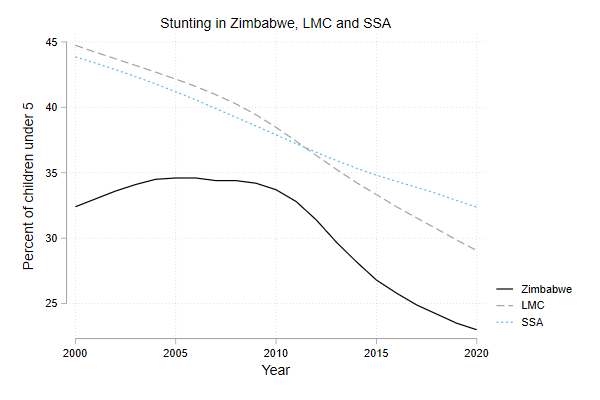 Stunting in Zimbabwe, LMC and SSA
Percent of children under 5
45
40
35
30
25
2000
2005
2010
2015
2020
Year
Zimbabwe
LMC
SSA